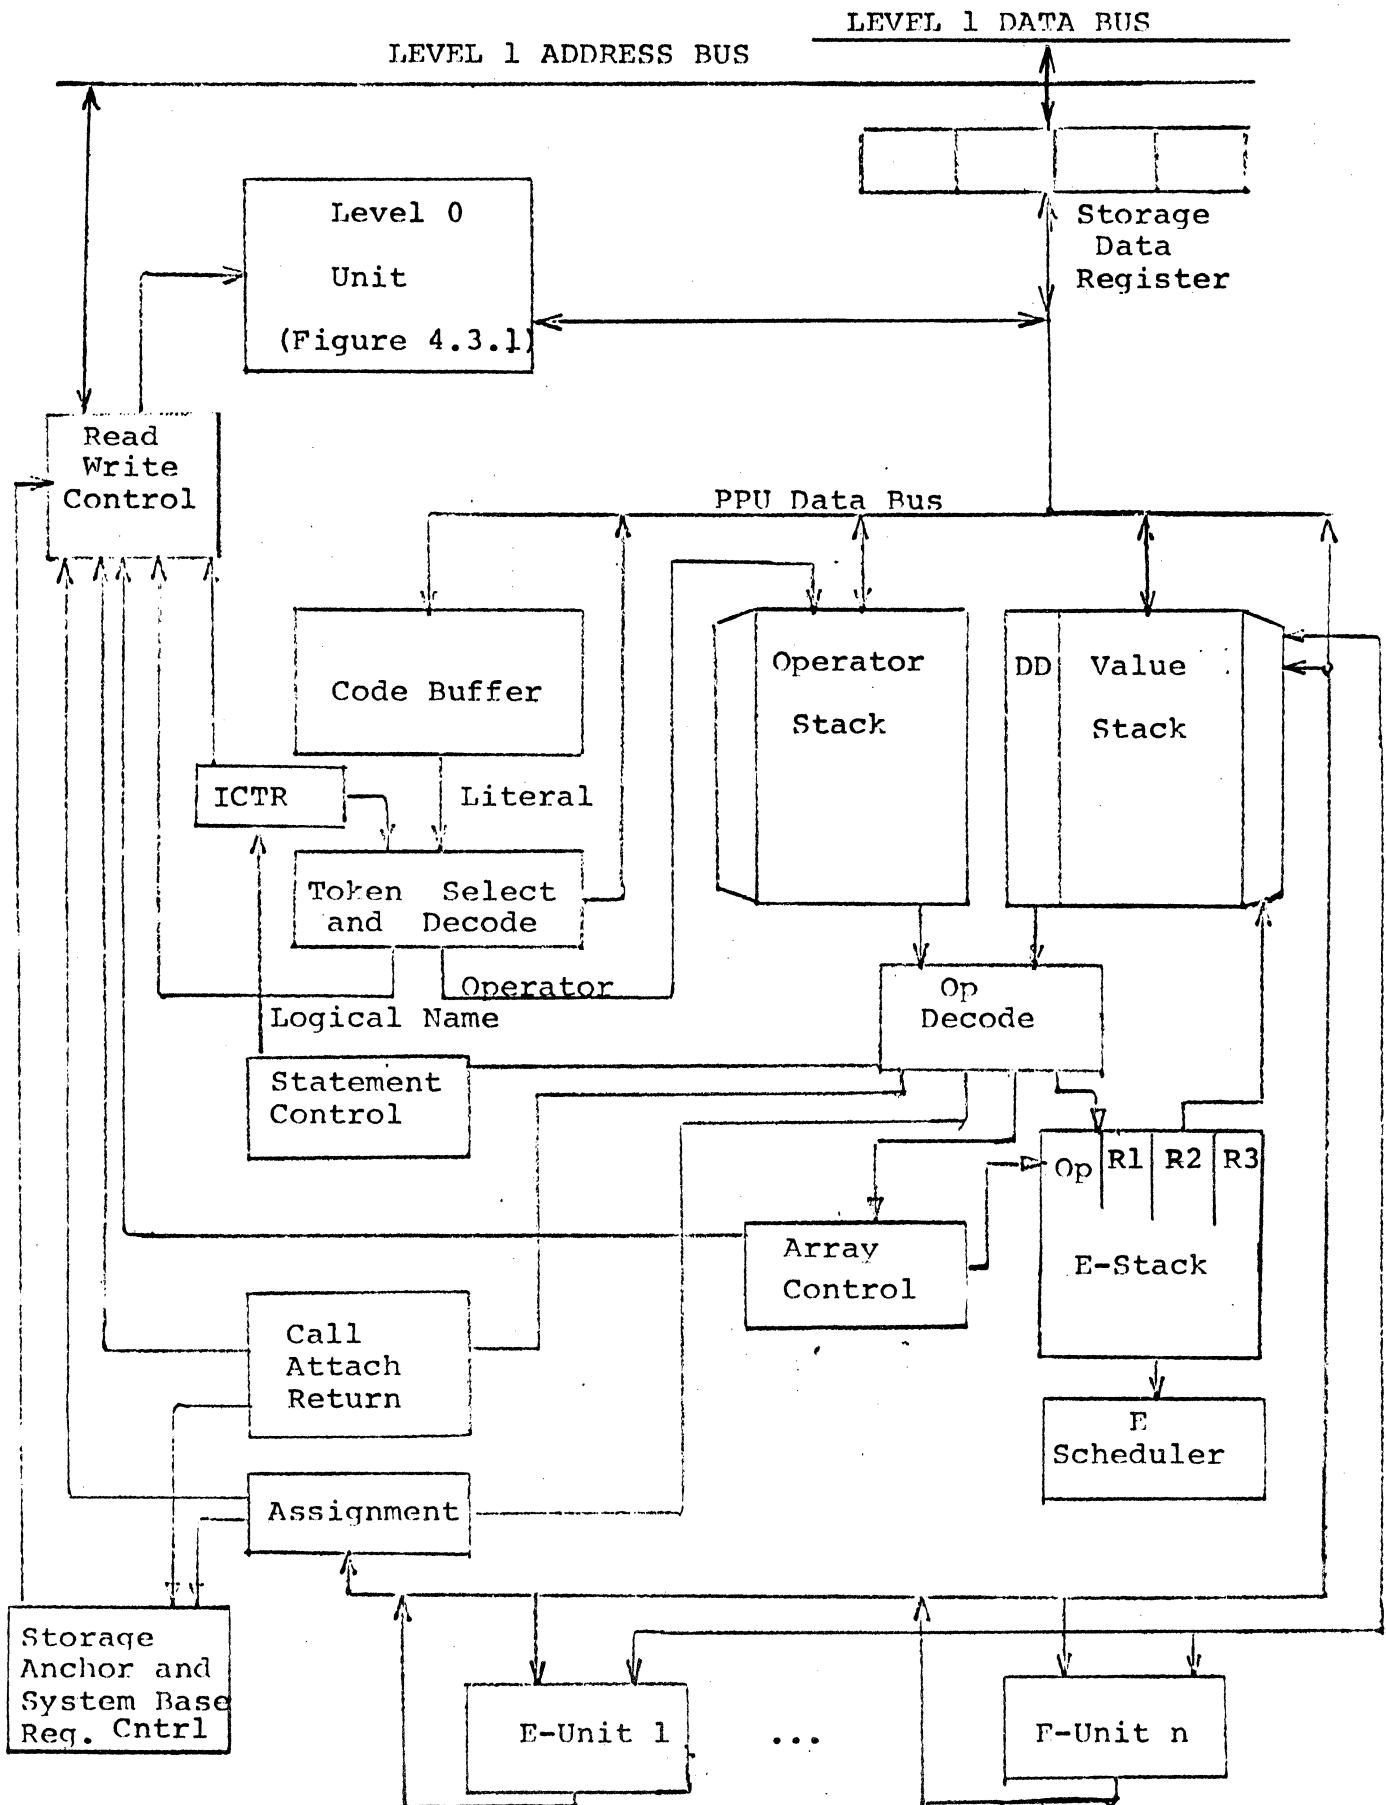 LEVEL 1 DATA BUS
LEVEL 1 ADDRESS BUS
Level 0
Unit
(Figure 4.3.1)
Storage
Data
Register
Read
Write
Control
PPU Data Bus
Code Buffer
Operator
Stack
DD
Value
Stack
ICTR
Literal
Token Select
and Decode
Operator
Logical Name
Op
Decode
Statement
Control
Op
R1
R2
R3
E-Stack
Array
Control
Call
Attach
Return
E
Scheduler
Assignment
Storage
Anchor and
System Base
Reg. Cntrl
E-Unit 1
...
E-Unit n